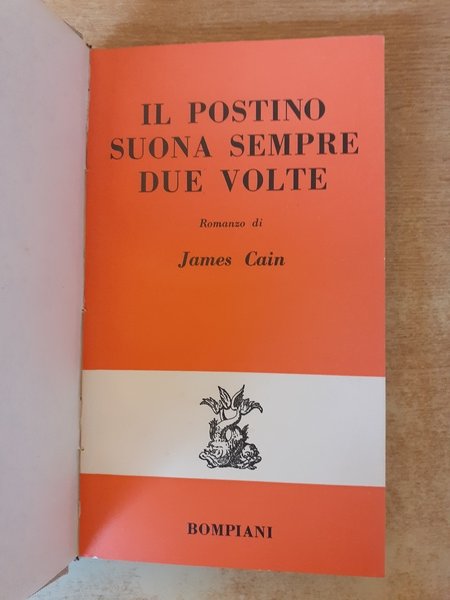 IL POSTINO
SUONA SEMPRE
DUE VOLTE
Romanzo di
James Cain
BOMPIANI